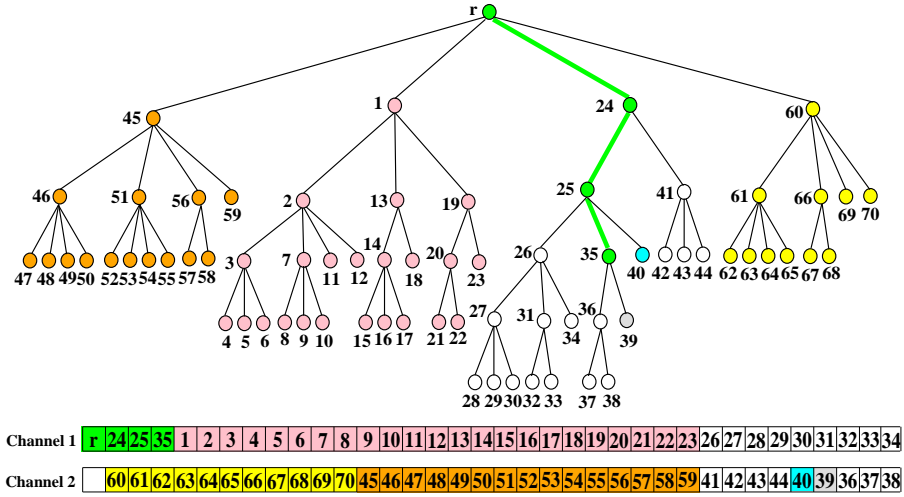 r
45 1 24 60
46 51 56 59 2 13 19 25 41 61 66 69 70
47 48 49 50 52 53 54 55 57 58 3 7 11 12 14 18 20 23 26 35 40 42 43 44 62 63 64 65 67 68
4 5 6 8 9 10 15 16 17 21 22 27 31 34 36 39
28 29 30 32 33 37 38
Channel 1 r 24 25 35 1 2 3 4 5 6 7 8 9 10 11 12 13 14 15 16 17 18 19 20 21 22 23 26 27 28 29 30 31 32 33 34
Channel 2 60 61 62 63 64 65 66 67 68 69 70 45 46 47 48 49 50 51 52 53 54 55 56 57 58 59 41 42 43 44 40 39 36 37 38